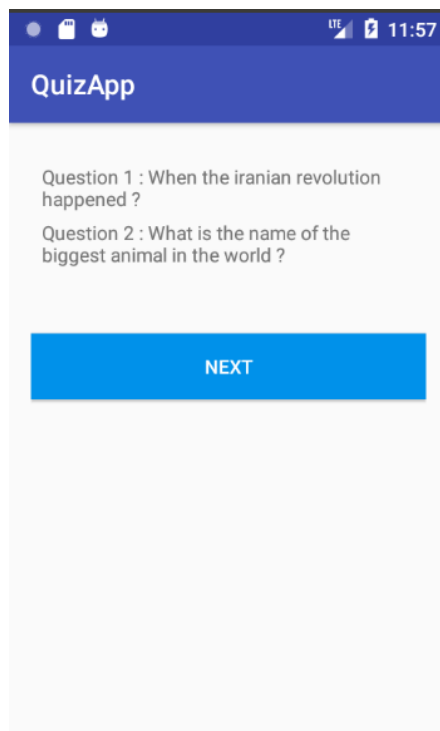 LTE 11:57
QuizApp
Question 1 : When the iranian revolution
happened ?
Question 2 : What is the name of the
biggest animal in the world ?
NEXT